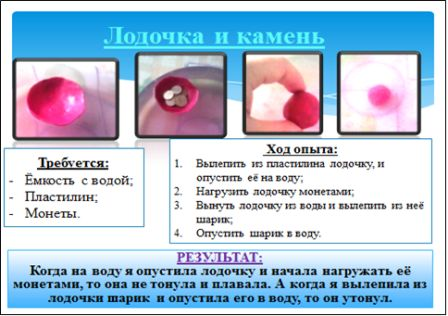 Лодочка и камень
Требуется:
- Ёмкость с водой;
- Пластилин;
- Монеты.
Ход опыта:
1. Вылепить из пластилина лодочку, и
опустить её на воду;
2. Нагрузить лодочку монетами;
3. Вынуть лодочку из воды и вылепить из неё
шарик;
4. Опустить шарик в воду.
РЕЗУЛЬТАТ:
Когда на воду я опустила лодочку и начала нагружать её
монетами, то она не тонула и плавала. А когда я вылепила из
лодочки шарик и опустила его в воду, то он утонул.